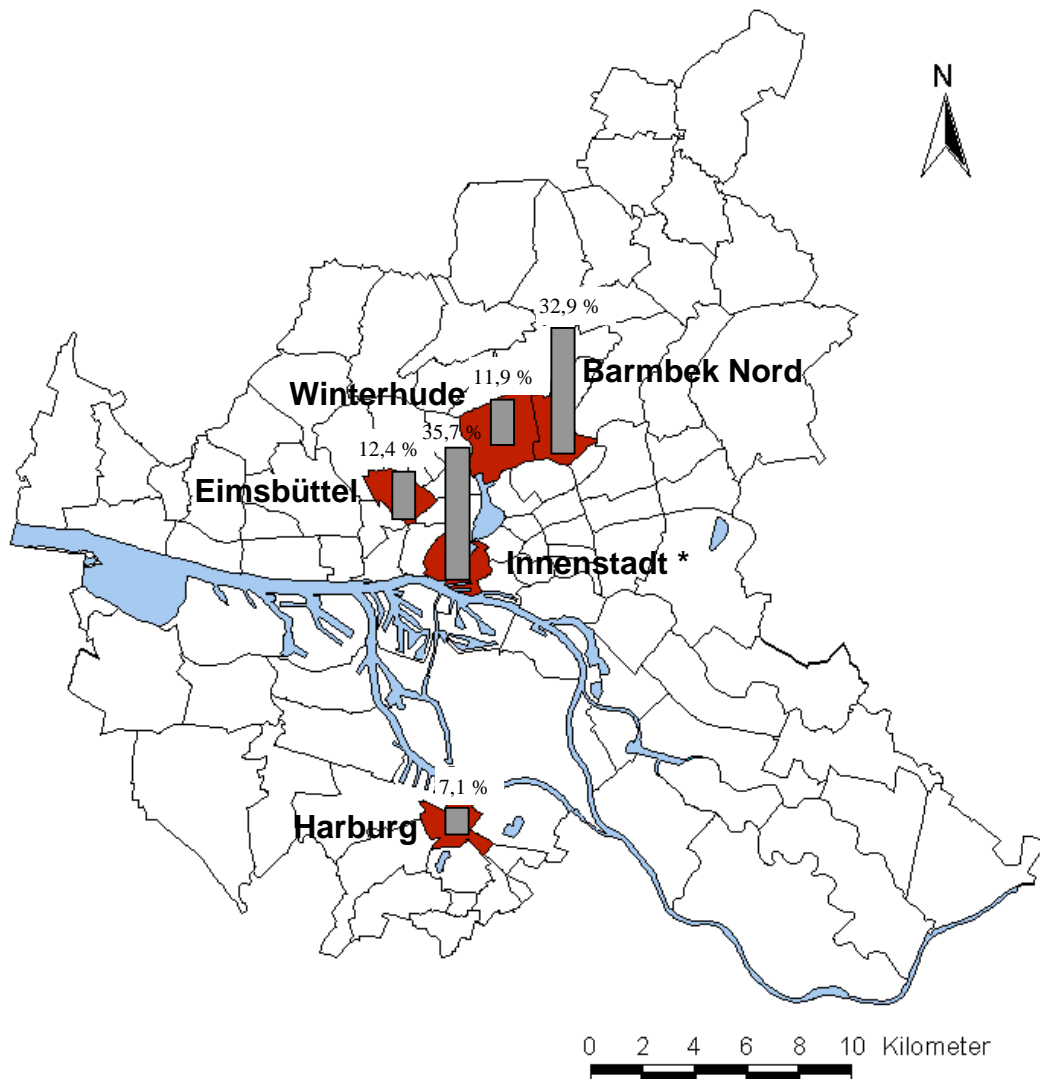 N
32,9 %
Barmbek Nord
11,9 %
Winterhude
35,7 %
12,4 %
Eimsbüttel
Innenstadt *
7,1 %
Harburg
0 2 4 6 8 10 Kilometer